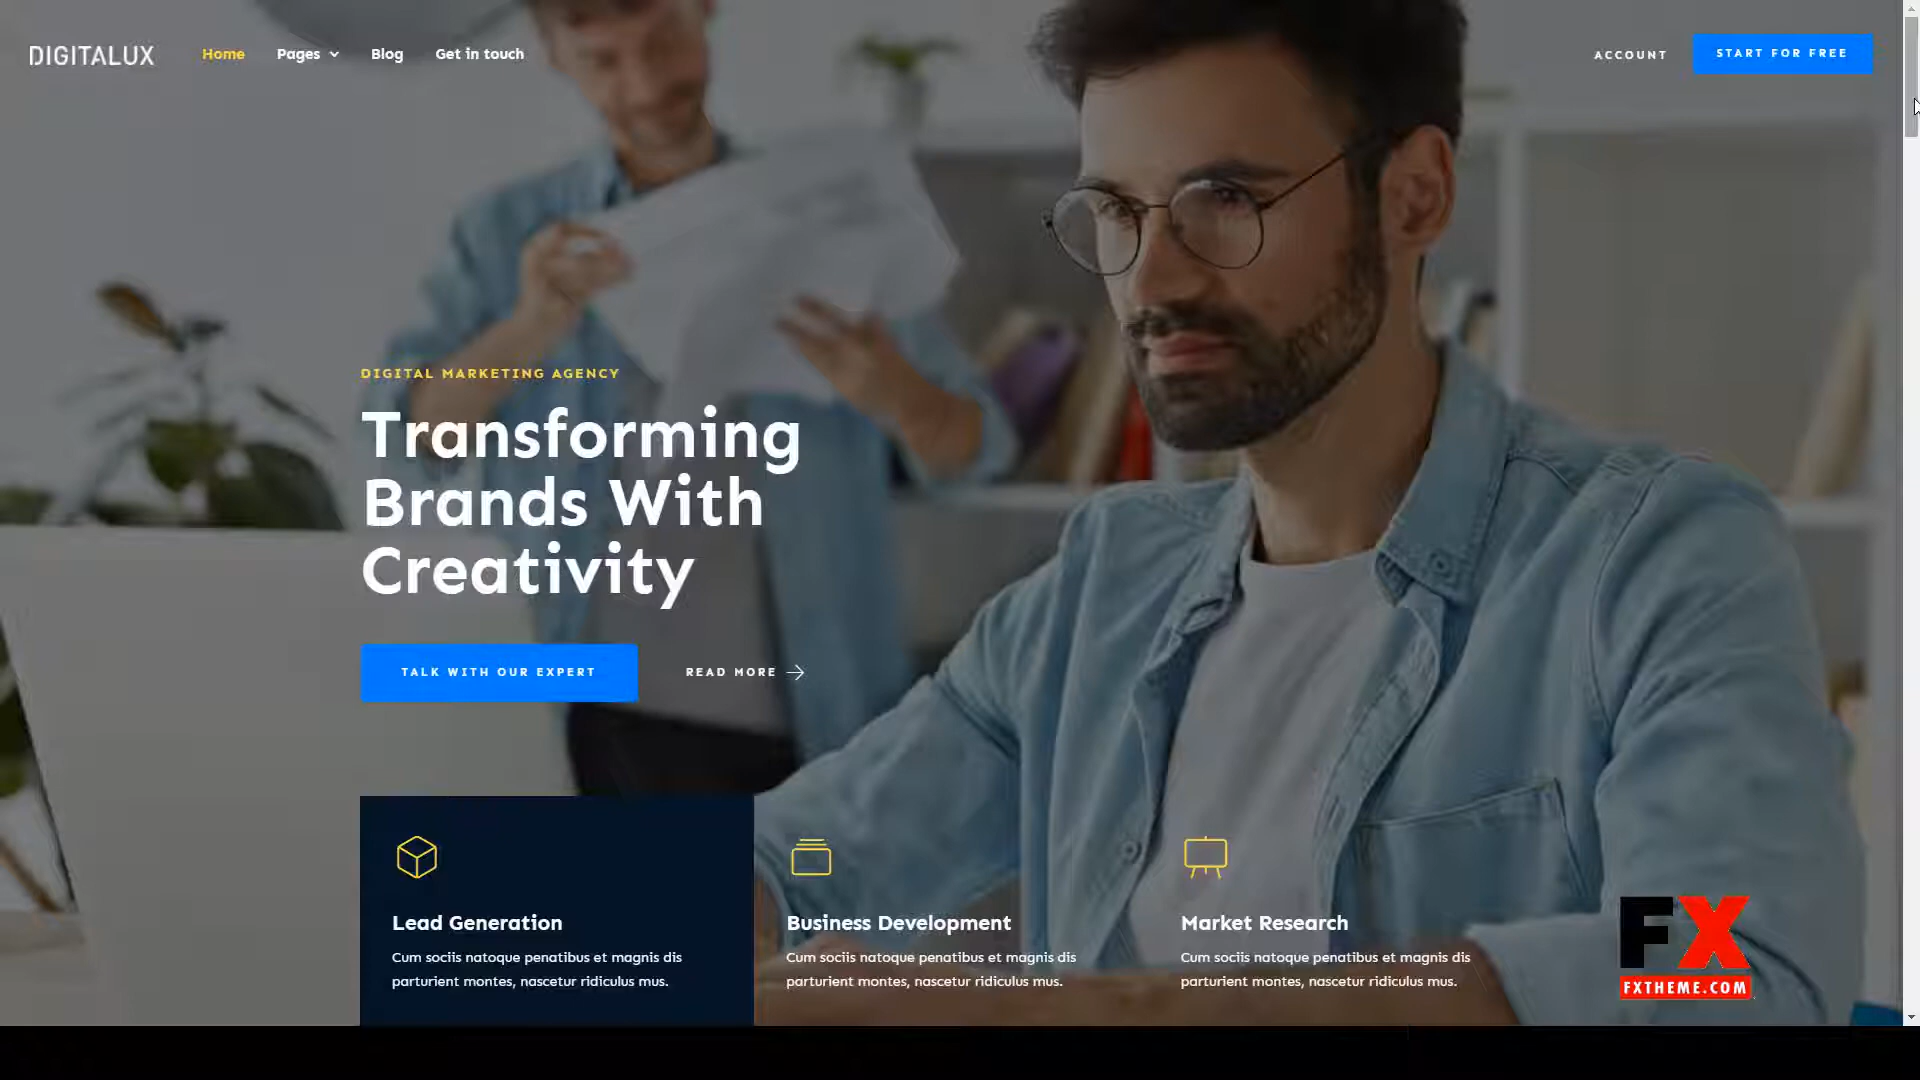 DIGITALUX
Home Pages Blog Get in touch
ACCOUNT START FOR FREE
DIGITAL MARKETING AGENCY
Transforming
Brands With
Creativity
TALK WITH OUR EXPERT READ MORE
Lead Generation
Cum sociis natoque penatibus et magnis dis
parturient montes, nascetur ridiculus mus.
Business Development
Cum sociis natoque penatibus et magnis dis
parturient montes, nascetur ridiculus mus.
Market Research
Cum sociis natoque penatibus et magnis dis
parturient montes, nascetur ridiculus mus.
FX
FXTHEME.COM